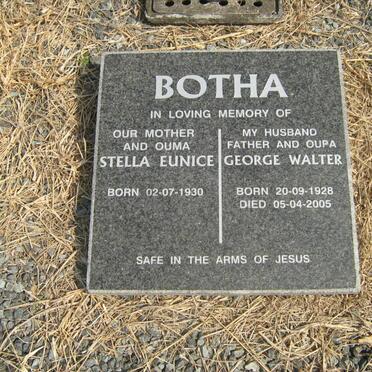 BOTHA
IN LOVING MEMORY OF
OUR MOTHER
AND OUMA
STELLA EUNICE
BORN 02-07-1930
MY HUSBAND
FATHER AND OUPA
GEORGE WALTER
BORN 20-09-1928
DIED 05-04-2005
SAFE IN THE ARMS OF JESUS